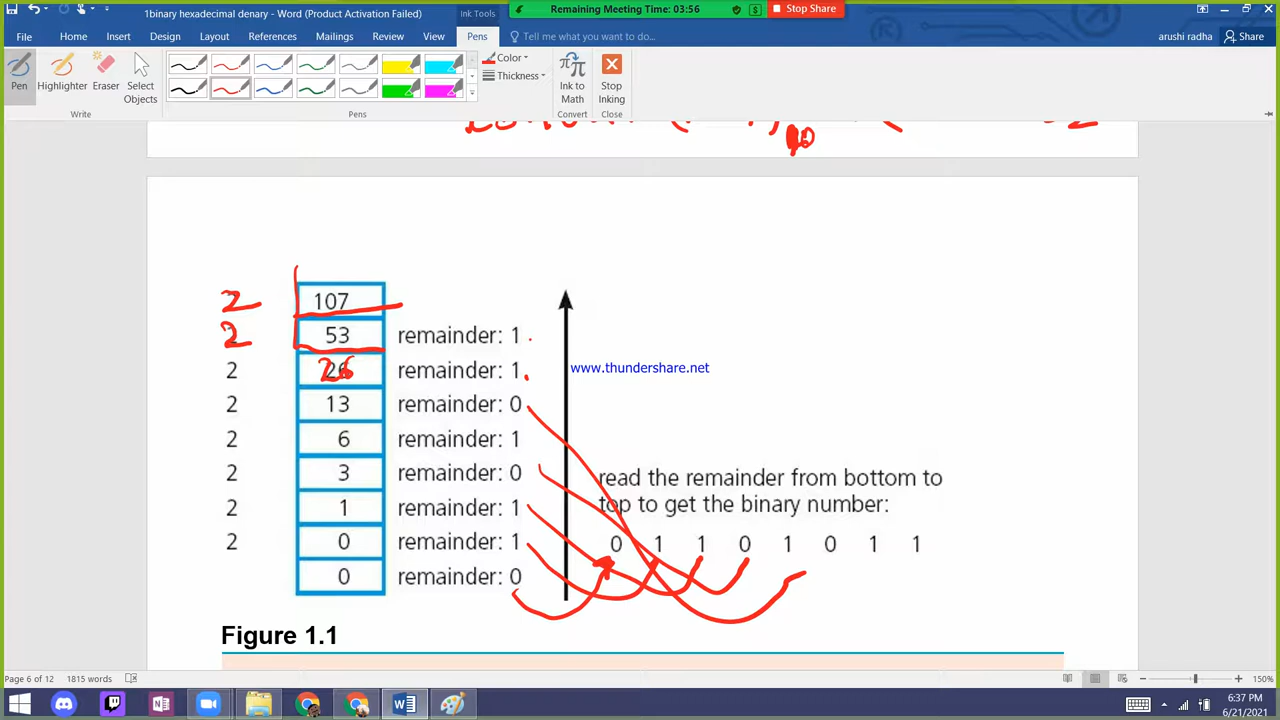 1binary hexadecimal denary - Word (Product Activation Failed)
Ink Tools
Remaining Meeting Time: 03:56
Stop Share
File Home Insert Design Layout References Mailings Review View Pens Tell me what you want to do...
arushi radha Share
Pen Highlighter Eraser Select Objects
Color
Thickness
Ink to Math
Stop Inking
Write Pens Convert Close
2 107
2 53 remainder: 1
2 26 remainder: 1
www.thundershare.net
2 13 remainder: 0
2 6 remainder: 1
2 3 remainder: 0
read the remainder from bottom to
2 1 remainder: 1
top to get the binary number:
2 0 remainder: 1
0 1 1 0 1 0 1 1
0 remainder: 0
Figure 1.1
Page 6 of 12 1815 words
150%
6:37 PM
6/21/2021